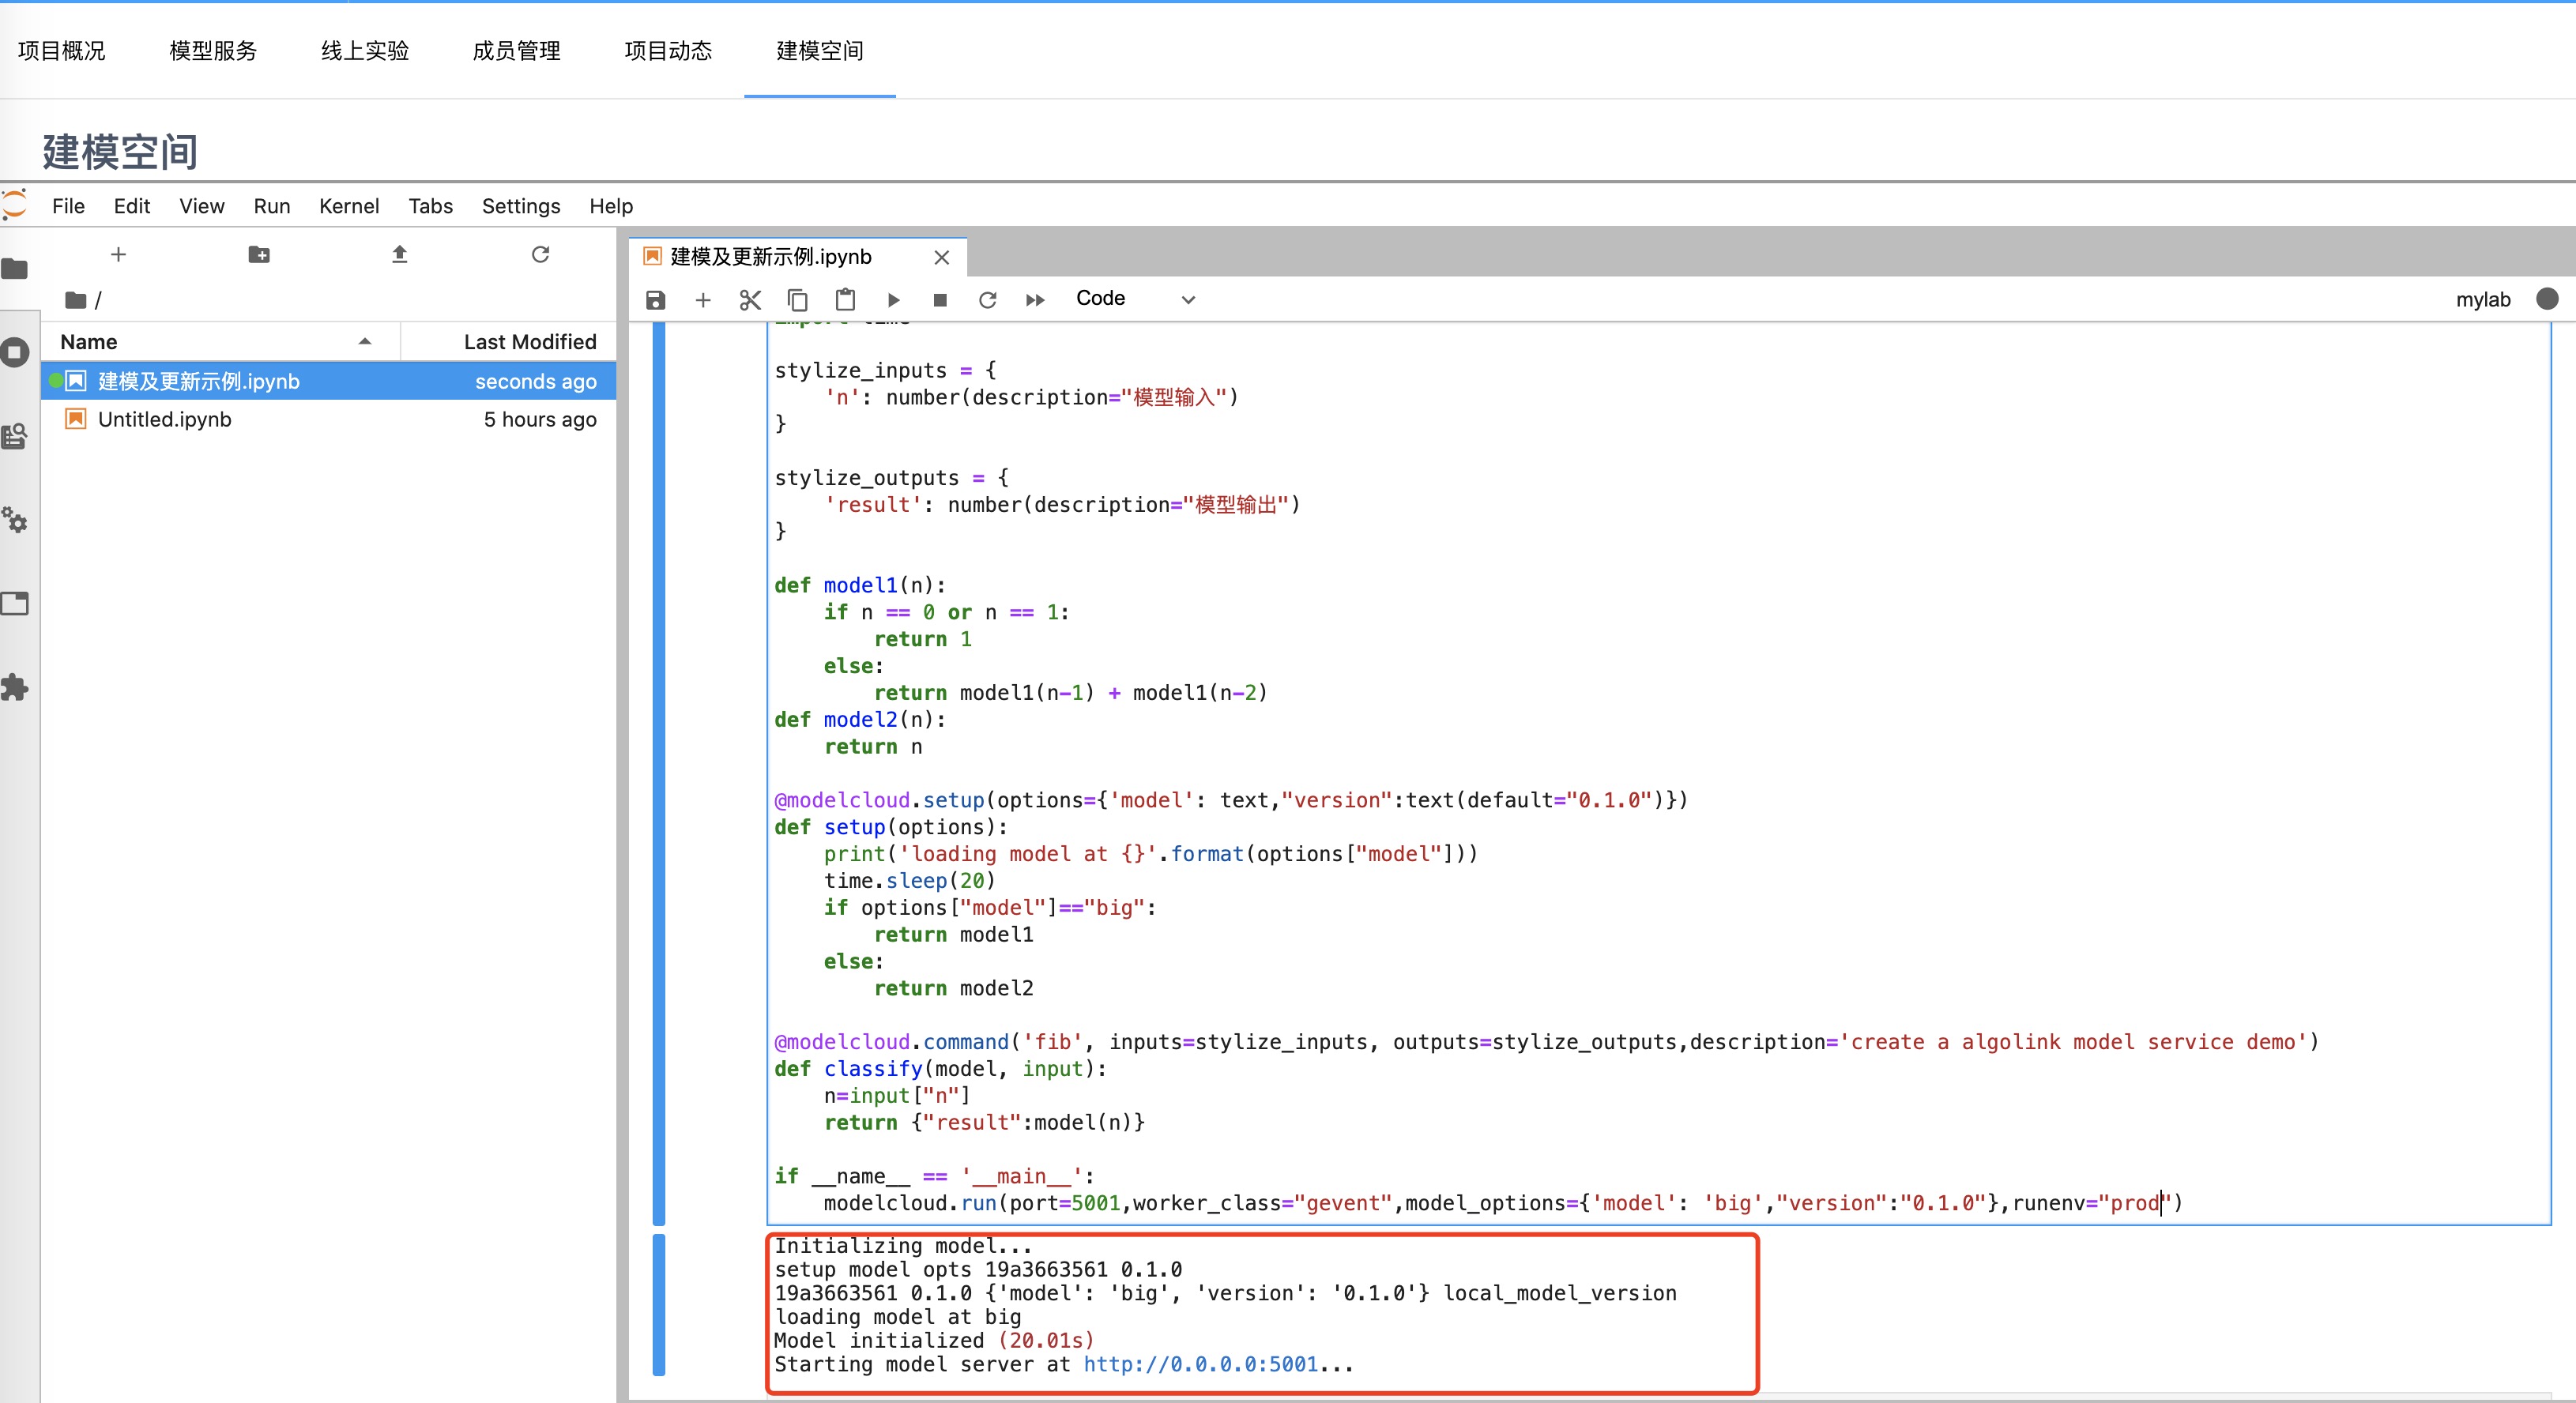 项目概况 模型服务 线上实验 成员管理 项目动态 建模空间
建模空间
File Edit View Run Kernel Tabs Settings Help
/
Name Last Modified
建模及更新示例.ipynb seconds ago
Untitled.ipynb 5 hours ago
建模及更新示例.ipynb
Code mylab
import time
stylize_inputs = {
    'n': number(description="模型输入")
}
stylize_outputs = {
    'result': number(description="模型输出")
}
def model1(n):
    if n == 0 or n == 1:
        return 1
    else:
        return model1(n-1) + model1(n-2)
def model2(n):
    return n
@modelcloud.setup(options={'model': text,"version":text(default="0.1.0")})
def setup(options):
    print('loading model at {}'.format(options["model"]))
    time.sleep(20)
    if options["model"]=="big":
        return model1
    else:
        return model2
@modelcloud.command('fib', inputs=stylize_inputs, outputs=stylize_outputs,description='create a algolink model service demo')
def classify(model, input):
    n=input["n"]
    return {"result":model(n)}
if __name__ == '__main__':
    modelcloud.run(port=5001,worker_class="gevent",model_options={'model': 'big',"version":"0.1.0"},runenv="prod")
Initializing model...
setup model opts 19a3663561 0.1.0
19a3663561 0.1.0 {'model': 'big', 'version': '0.1.0'} local_model_version
loading model at big
Model initialized (20.01s)
Starting model server at http://0.0.0.0:5001...